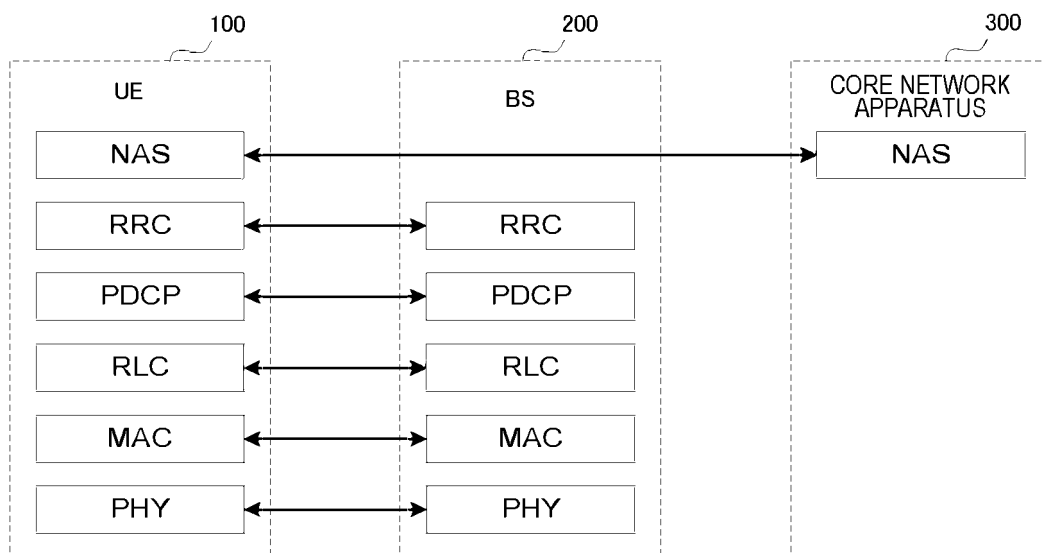 100
200
300
UE
BS
CORE NETWORK
APPARATUS
NAS
NAS
RRC
RRC
PDCP
PDCP
RLC
RLC
MAC
MAC
PHY
PHY